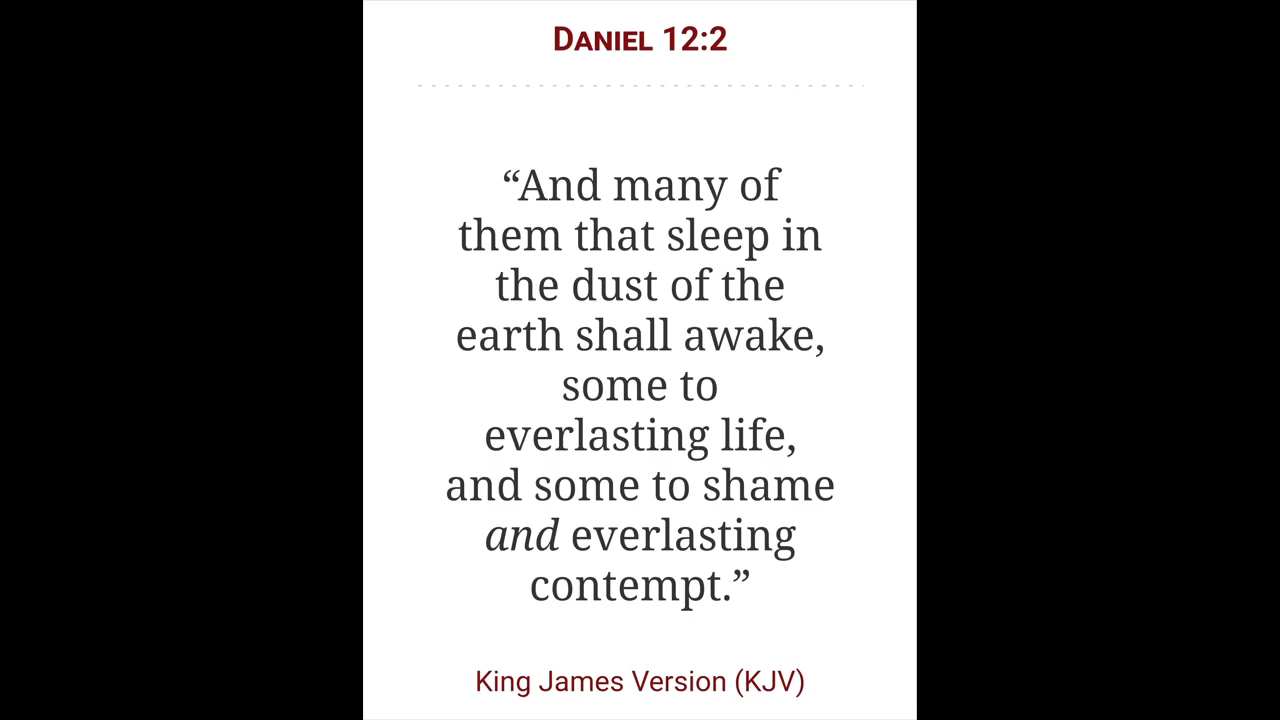 DANIEL 12:2
“And many of
them that sleep in
the dust of the
earth shall awake,
some to
everlasting life,
and some to shame
and everlasting
contempt.”
King James Version (KJV)